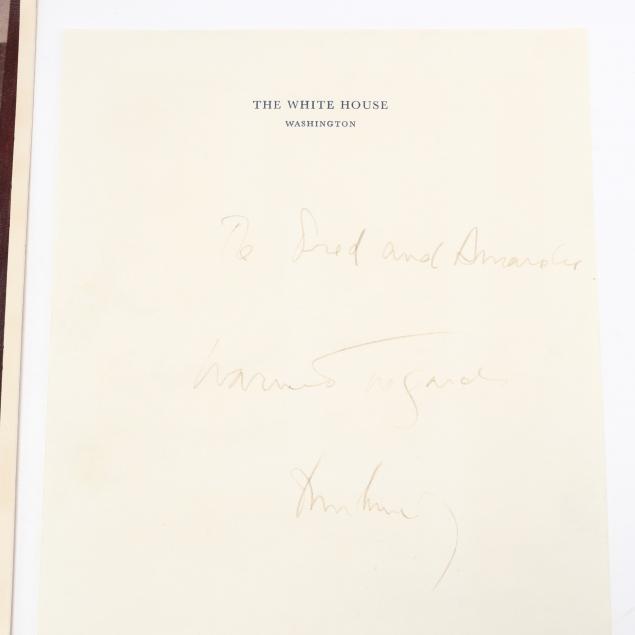 THE WHITE HOUSE
WASHINGTON
To Fred and Amanda
Warmest regards